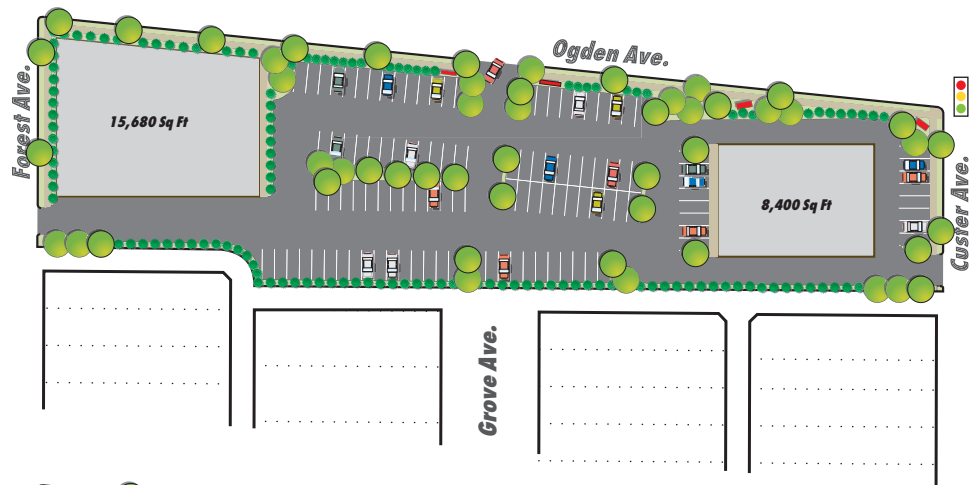 Ogden Ave.
Forest Ave.
15,680 Sq Ft
8,400 Sq Ft
Custer Ave.
Grove Ave.